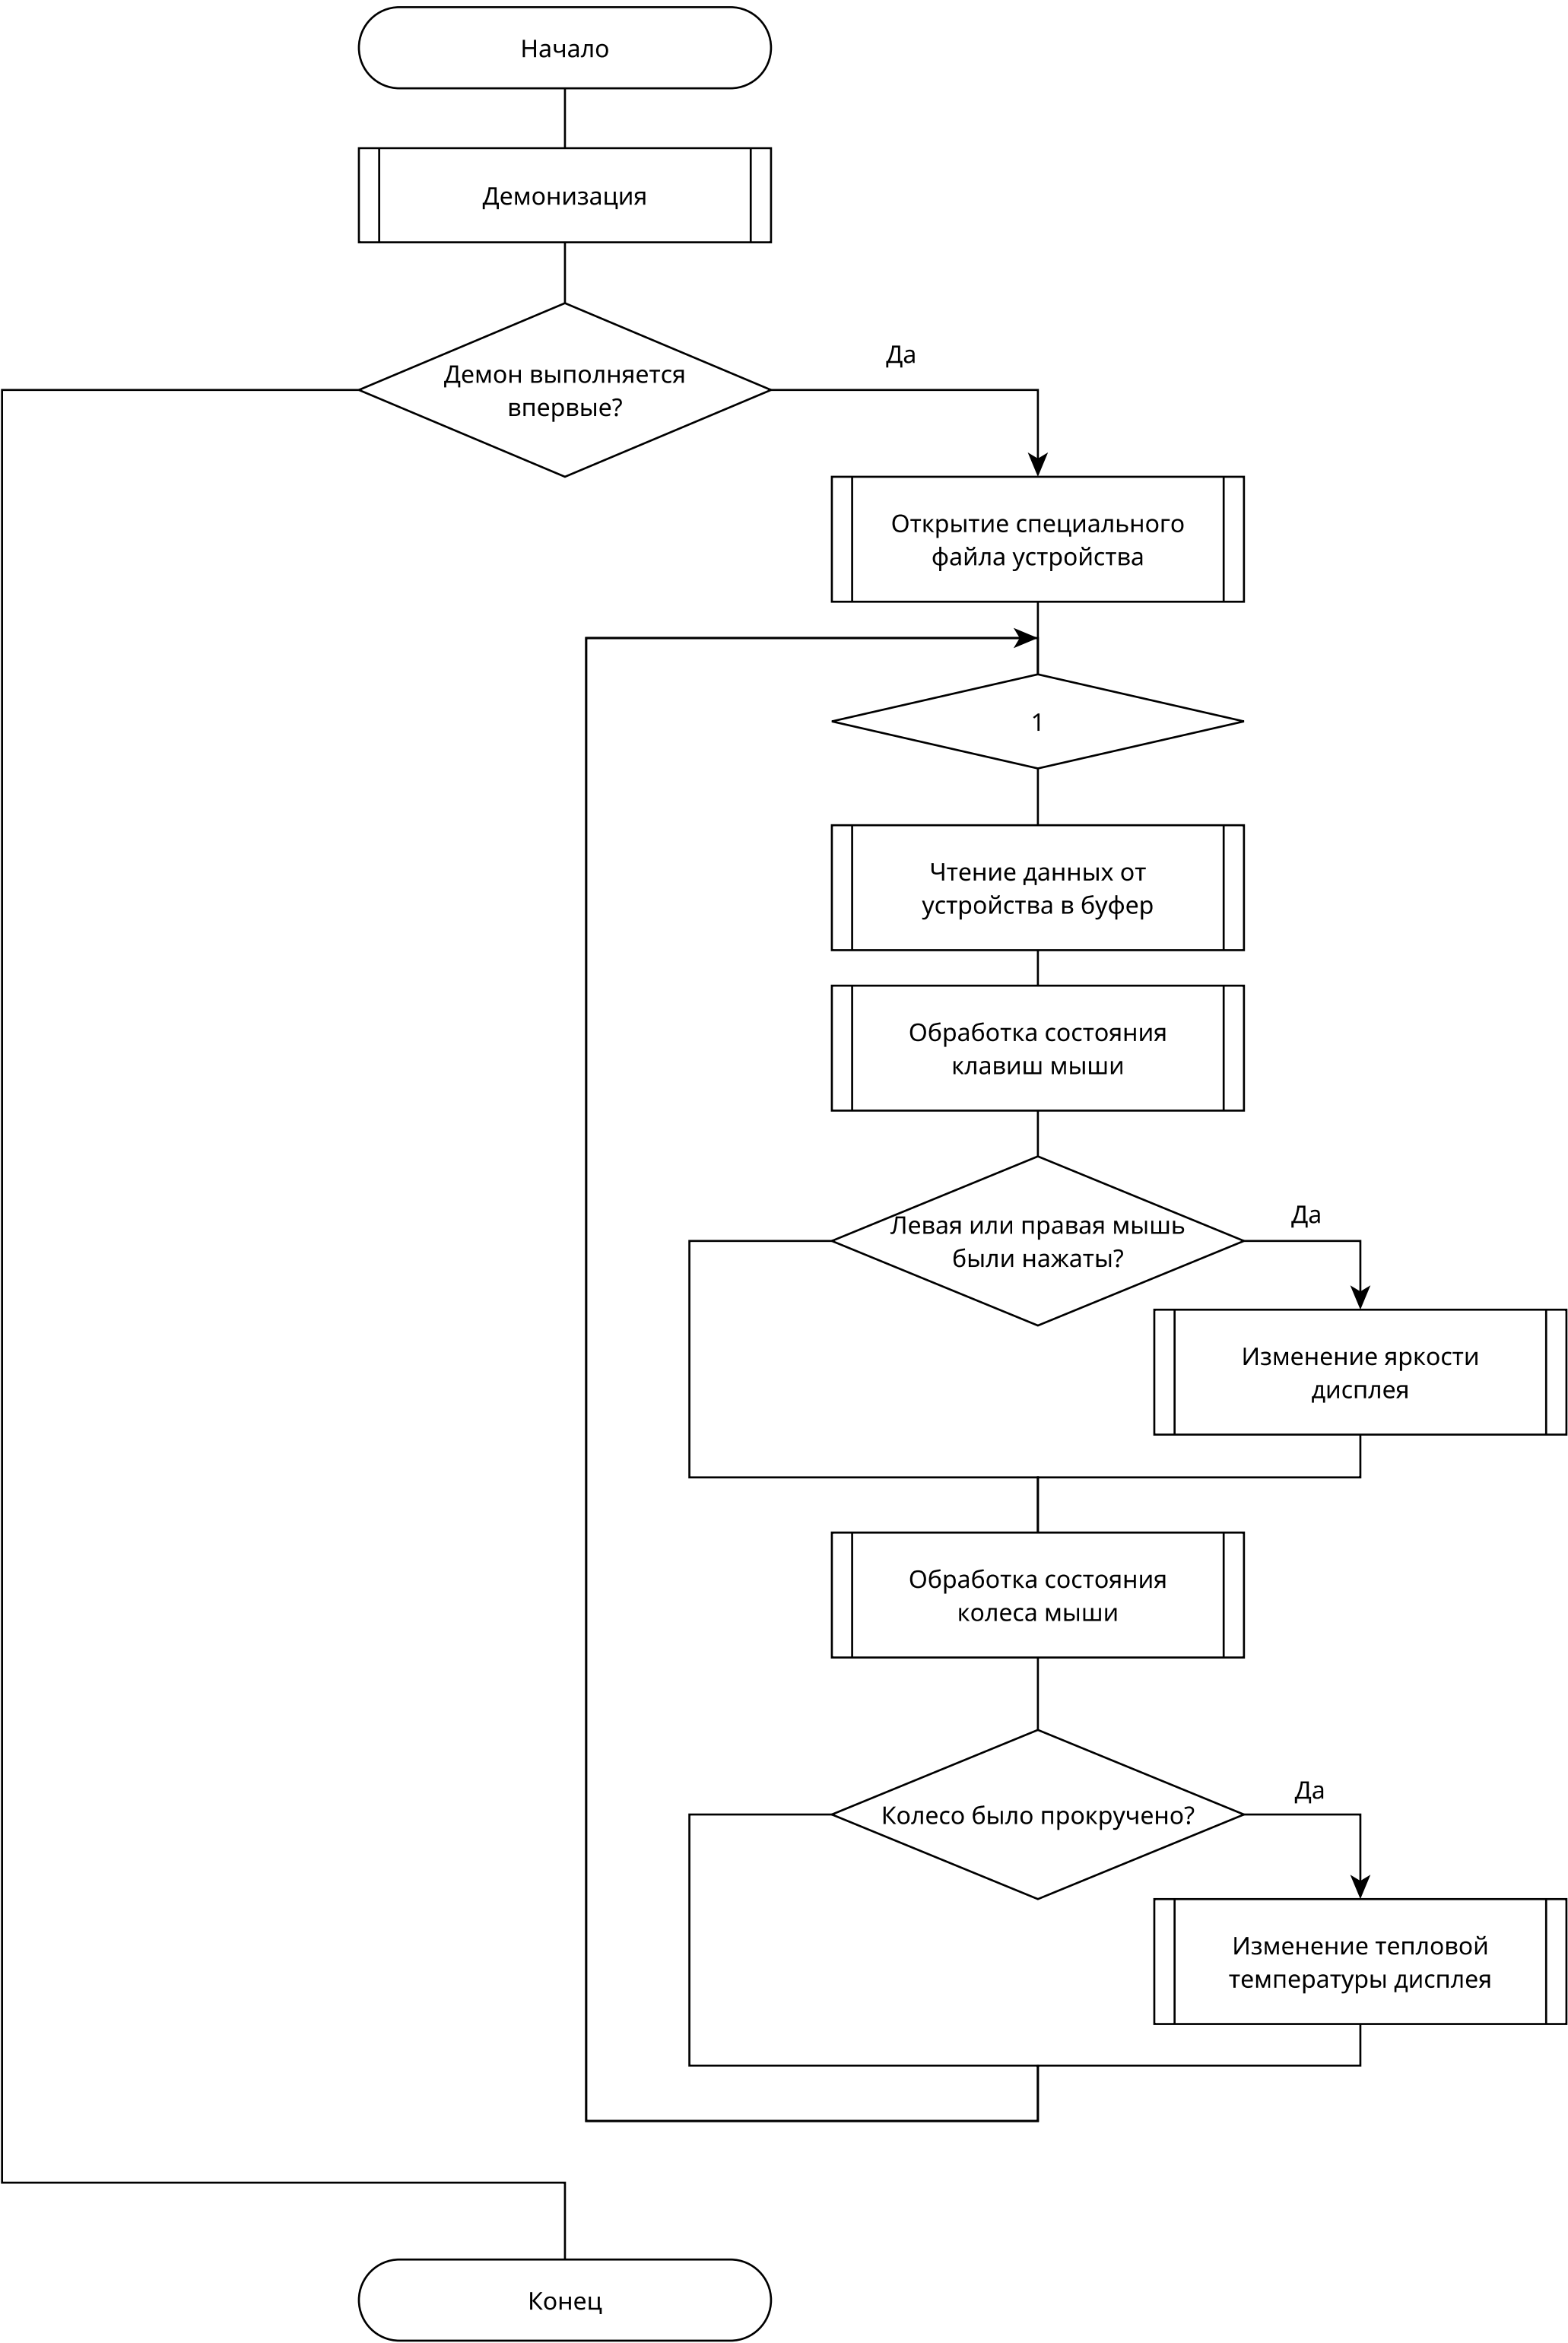 Начало
Демонизация
Демон выполняется
впервые?
Да
Открытие специального
файла устройства
1
Чтение данных от
устройства в буфер
Обработка состояния
клавиш мыши
Левая или правая мышь
были нажаты?
Да
Изменение яркости
дисплея
Обработка состояния
колеса мыши
Колесо было прокручено?
Да
Изменение тепловой
температуры дисплея
Конец